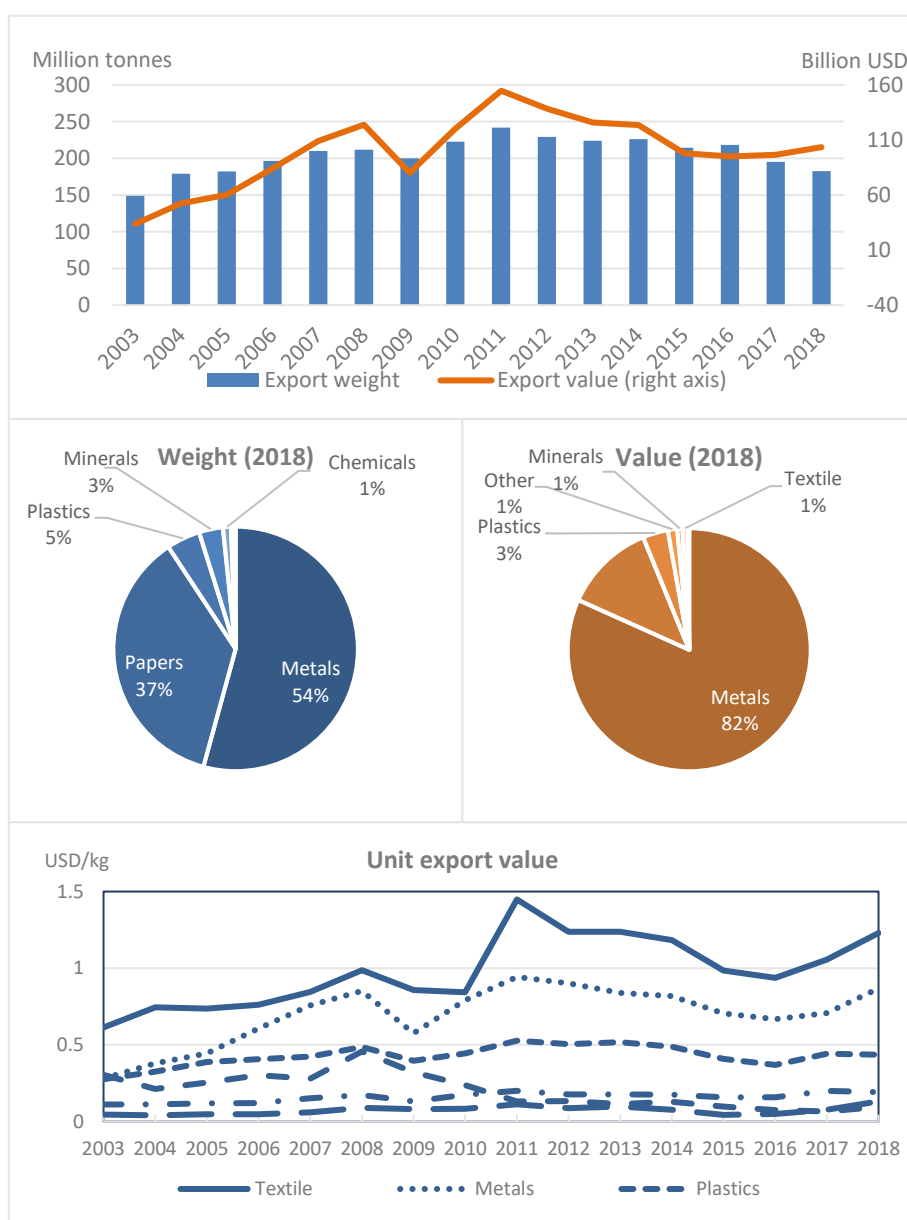 Million tonnes Billion USD
300 160
250 110
200
150 60
100 10
50
0 -40
2003 2004 2005 2006 2007 2008 2009 2010 2011 2012 2013 2014 2015 2016 2017 2018
Export weight Export value (right axis)
Weight (2018)
Minerals
3%
Chemicals
1%
Plastics
5%
Papers
37%
Metals
54%
Value (2018)
Minerals
1%
Other
1%
Textile
1%
Plastics
3%
Metals
82%
USD/kg Unit export value
1.5
1
0.5
0
2003 2004 2005 2006 2007 2008 2009 2010 2011 2012 2013 2014 2015 2016 2017 2018
Textile Metals Plastics